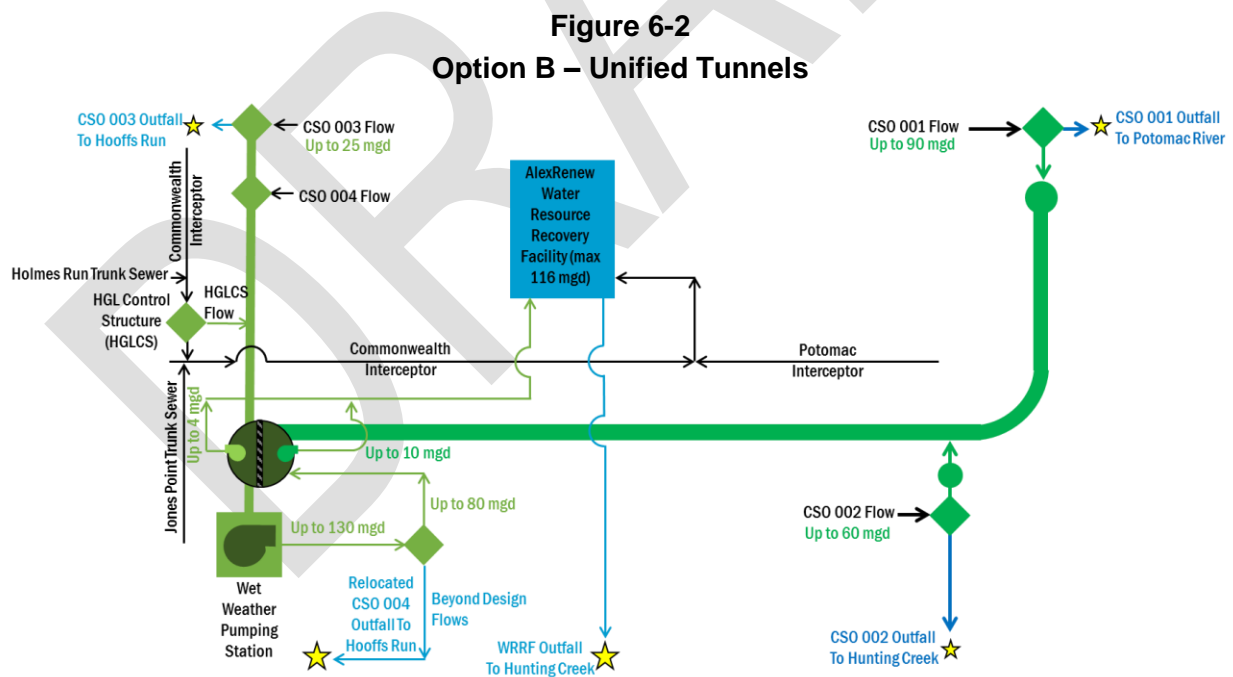 Figure 6-2
Option B – Unified Tunnels
CSO 003 Outfall
To Hooffs Run
CSO 003 Flow
Up to 25 mgd
CSO 004 Flow
Commonwealth
Interceptor
Holmes Run Trunk Sewer
HGL Control
Structure
(HGLCS)
HGLCS
Flow
AlexRenew
Water
Resource
Recovery
Facility (max
116 mgd)
CSO 001 Flow
Up to 90 mgd
CSO 001 Outfall
To Potomac River
Commonwealth
Interceptor
Potomac
Interceptor
Jones Point Trunk Sewer
Up to 4 mgd
Up to 10 mgd
Up to 80 mgd
Up to 130 mgd
CSO 002 Flow
Up to 60 mgd
Wet
Weather
Pumping
Station
Relocated
CSO 004
Outfall To
Hooffs Run
Beyond Design
Flows
WRRF Outfall
To Hunting Creek
CSO 002 Outfall
To Hunting Creek
DRA